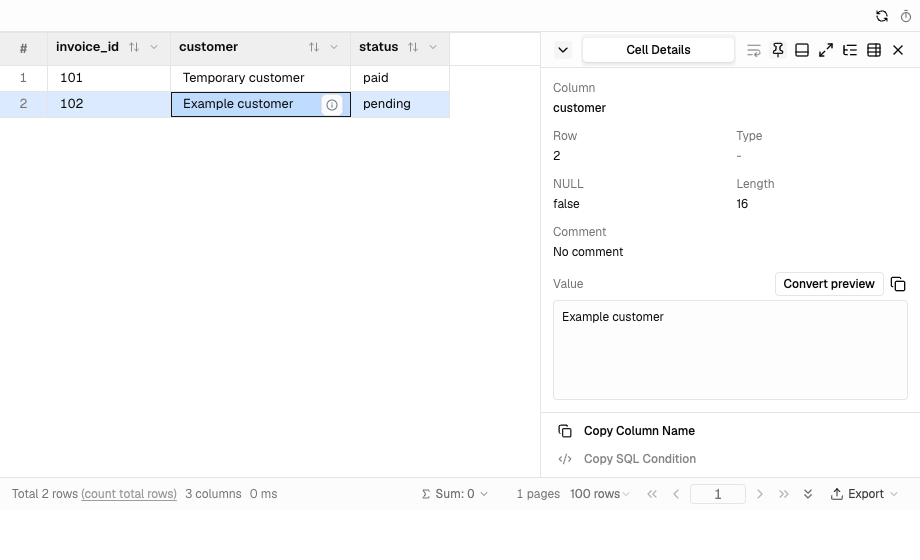 # invoice_id customer status
1 101 Temporary customer paid
2 102 Example customer pending
Cell Details
Column
customer
Row Type
2 -
NULL Length
false 16
Comment
No comment
Value Convert preview
Example customer
Copy Column Name
Copy SQL Condition
Total 2 rows (count total rows) 3 columns 0 ms Σ Sum: 0 1 pages 100 rows 1 Export